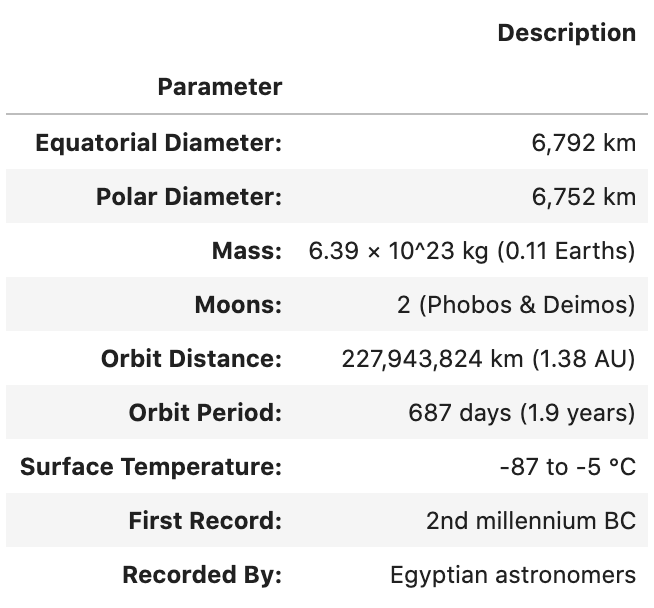 Description
Parameter
Equatorial Diameter: 6,792 km
Polar Diameter: 6,752 km
Mass: 6.39 × 10^23 kg (0.11 Earths)
Moons: 2 (Phobos & Deimos)
Orbit Distance: 227,943,824 km (1.38 AU)
Orbit Period: 687 days (1.9 years)
Surface Temperature: -87 to -5 °C
First Record: 2nd millennium BC
Recorded By: Egyptian astronomers